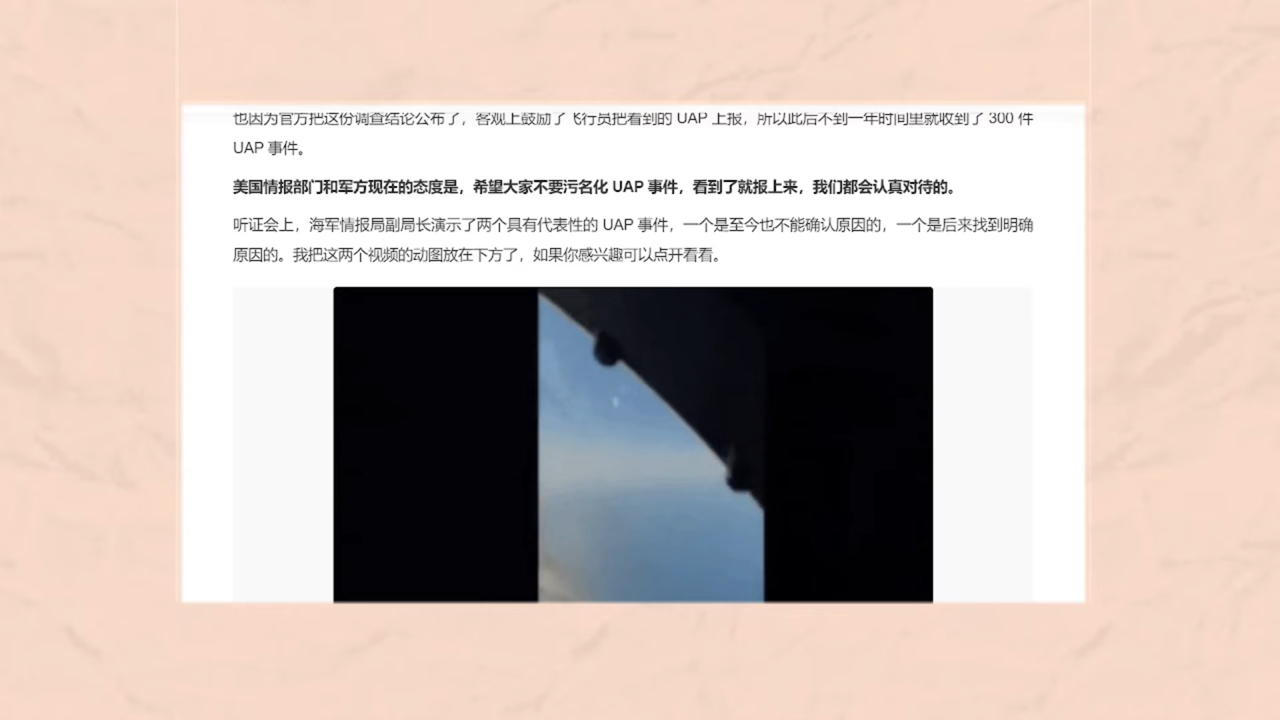 也因为官方把这份调查结论公布了，客观上鼓励了飞行员把看到的 UAP 上报，所以此后不到一年时间里就收到了 300 件
UAP 事件。
美国情报部门和军方现在的态度是，希望大家不要污名化 UAP 事件，看到了就报上来，我们都会认真对待的。
听证会上，海军情报局副局长演示了两个具有代表性的 UAP 事件，一个是至今也不能确认原因的，一个是后来找到明确
原因的。我把这两个视频的动图放在下方了，如果你感兴趣可以点开看看。